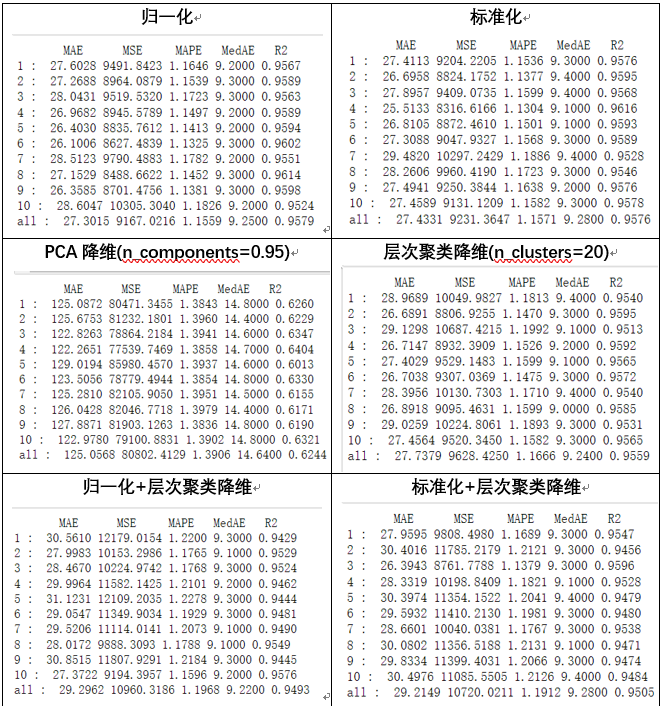 归一化
MAE MSE MAPE MedAE R2
1 : 27.6028 9491.8423 1.1646 9.2000 0.9567
2 : 27.2688 8964.0879 1.1539 9.3000 0.9589
3 : 28.0431 9519.5320 1.1723 9.3000 0.9563
4 : 26.9682 8945.5789 1.1497 9.2000 0.9589
5 : 26.4030 8835.7612 1.1413 9.2000 0.9594
6 : 26.1006 8627.4839 1.1325 9.3000 0.9602
7 : 28.5123 9790.4883 1.1782 9.2000 0.9551
8 : 27.1529 8488.6622 1.1452 9.3000 0.9614
9 : 26.3585 8701.4756 1.1381 9.3000 0.9598
10 : 28.6047 10305.3040 1.1826 9.2000 0.9524
all : 27.3015 9167.0216 1.1559 9.2500 0.9579
标准化
MAE MSE MAPE MedAE R2
1 : 27.4113 9204.2205 1.1536 9.3000 0.9576
2 : 26.6958 8824.1752 1.1377 9.4000 0.9595
3 : 27.8957 9409.0735 1.1599 9.4000 0.9568
4 : 25.5133 8316.6166 1.1304 9.1000 0.9616
5 : 26.8105 8872.4610 1.1501 9.1000 0.9593
6 : 27.3088 9047.9327 1.1568 9.3000 0.9589
7 : 29.4820 10297.2429 1.1886 9.4000 0.9528
8 : 28.2606 9960.4190 1.1723 9.3000 0.9546
9 : 27.4941 9250.3844 1.1638 9.2000 0.9576
10 : 27.4589 9131.1209 1.1582 9.3000 0.9578
all : 27.4331 9231.3647 1.1571 9.2800 0.9576
PCA 降维(n_components=0.95)
MAE MSE MAPE MedAE R2
1 : 125.0872 80471.3455 1.3843 14.8000 0.6260
2 : 125.6753 81232.1801 1.3960 14.4000 0.6229
3 : 122.8263 78864.2184 1.3941 14.6000 0.6347
4 : 122.2651 77539.7469 1.3858 14.7000 0.6404
5 : 129.0194 85980.4570 1.3937 14.6000 0.6013
6 : 123.5056 78779.4944 1.3854 14.8000 0.6330
7 : 125.2810 82105.9050 1.3951 14.5000 0.6155
8 : 126.0428 82046.7718 1.3979 14.4000 0.6171
9 : 127.8871 81903.1263 1.3836 14.8000 0.6190
10 : 122.9780 79100.8831 1.3902 14.8000 0.6321
all : 125.0568 80802.4129 1.3906 14.6400 0.6244
层次聚类降维(n_clusters=20)
MAE MSE MAPE MedAE R2
1 : 28.9689 10049.9827 1.1813 9.4000 0.9540
2 : 26.6891 8806.9255 1.1470 9.3000 0.9595
3 : 29.1298 10687.4215 1.1992 9.1000 0.9513
4 : 26.7147 8932.3909 1.1526 9.2000 0.9592
5 : 27.4029 9529.1483 1.1599 9.1000 0.9565
6 : 26.7038 9307.0369 1.1475 9.3000 0.9572
7 : 28.3956 10130.7303 1.1710 9.4000 0.9540
8 : 26.8918 9095.4631 1.1599 9.0000 0.9585
9 : 29.0259 10224.8061 1.1893 9.3000 0.9531
10 : 27.4564 9520.3450 1.1582 9.3000 0.9565
all : 27.7379 9628.4250 1.1666 9.2400 0.9559
归一化+层次聚类降维
MAE MSE MAPE MedAE R2
1 : 30.5610 12179.0154 1.2200 9.3000 0.9429
2 : 27.9983 10153.2986 1.1765 9.1000 0.9529
3 : 28.4670 10224.9742 1.1768 9.3000 0.9524
4 : 29.9964 11582.1425 1.2101 9.2000 0.9462
5 : 31.1231 12109.2035 1.2278 9.3000 0.9444
6 : 29.0547 11349.9034 1.1929 9.3000 0.9481
7 : 29.5206 11114.0141 1.2073 9.1000 0.9490
8 : 28.0172 9888.3093 1.1788 9.1000 0.9549
9 : 30.8515 11807.9291 1.2184 9.3000 0.9445
10 : 27.3722 9194.3957 1.1596 9.2000 0.9576
all : 29.2962 10960.3186 1.1968 9.2200 0.9493
标准化+层次聚类降维
MAE MSE MAPE MedAE R2
1 : 27.9595 9808.4980 1.1689 9.3000 0.9547
2 : 30.4016 11785.2179 1.2121 9.3000 0.9456
3 : 26.3943 8761.7788 1.1379 9.3000 0.9596
4 : 28.3319 10198.8409 1.1821 9.1000 0.9528
5 : 30.3974 11354.1522 1.2041 9.4000 0.9479
6 : 29.5932 11410.2130 1.1981 9.3000 0.9480
7 : 28.6601 10040.0381 1.1767 9.3000 0.9538
8 : 30.0802 11356.5188 1.2131 9.1000 0.9471
9 : 29.8334 11399.4031 1.2066 9.3000 0.9474
10 : 30.4976 11085.5505 1.2126 9.4000 0.9484
all : 29.2149 10720.0211 1.1912 9.2800 0.9505